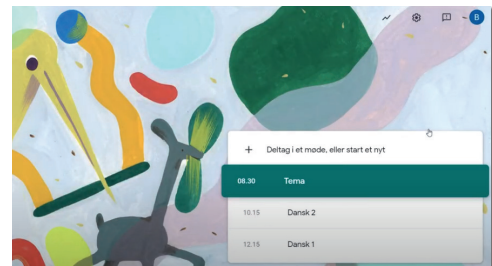 B
+ Deltag i et møde, eller start et nyt
08.30 Tema
10.15 Dansk 2
12.15 Dansk 1